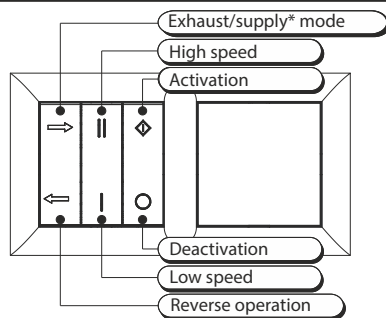 Exhaust/supply* mode
High speed
Activation
Deactivation
Low speed
Reverse operation